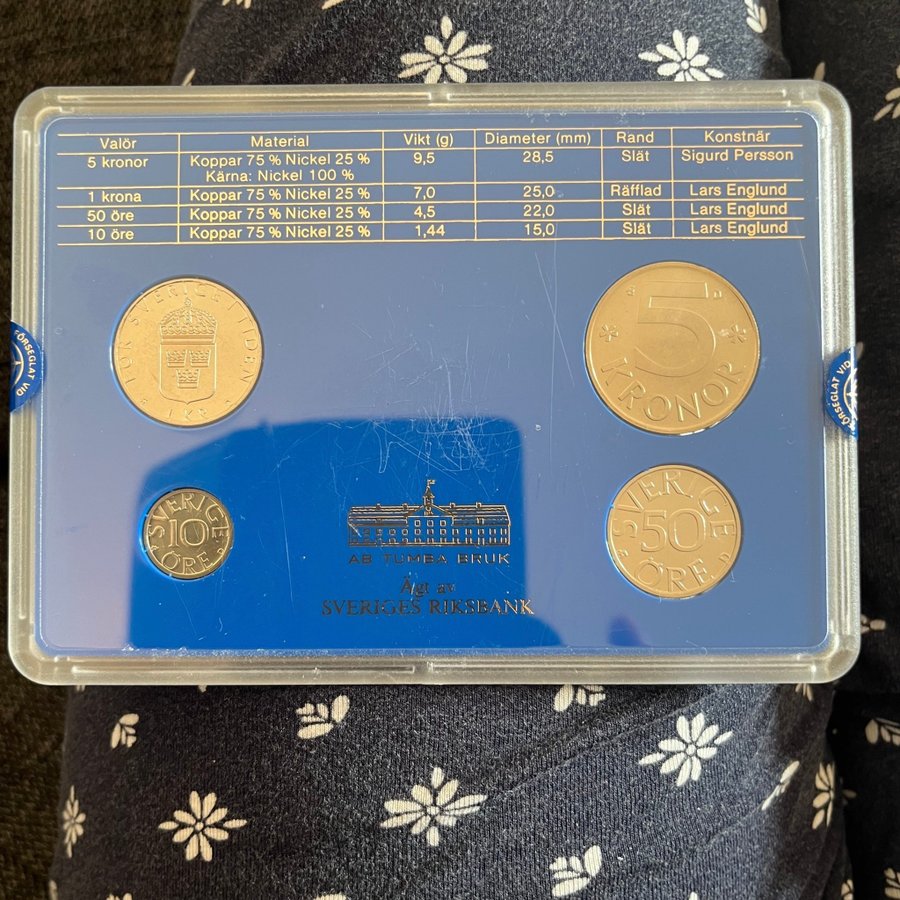 Valör Material Vikt (g) Diameter (mm) Rand Konstnär
5 kronor Koppar 75 % Nickel 25 % 9,5 28,5 Slät Sigurd Persson
Kärna: Nickel 100 %
1 krona Koppar 75 % Nickel 25 % 7,0 25,0 Räfflad Lars Englund
50 öre Koppar 75 % Nickel 25 % 4,5 22,0 Slät Lars Englund
10 öre Koppar 75 % Nickel 25 % 1,44 15,0 Slät Lars Englund
FÖR SVERIGE I TIDEN
1 KR
5
KRONOR
FÖRSEGLAT VID
FÖRSEGLAT VID
SVERIGE
10
ÖRE
SVERIGE
50
ÖRE
AB TUMBA BRUK
Ägt av
SVERIGES RIKSBANK